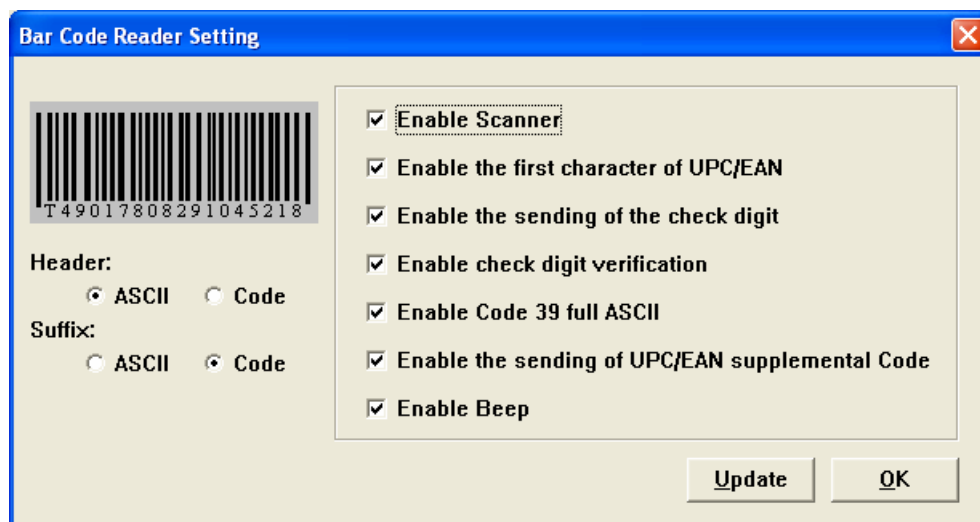 Bar Code Reader Setting
T49017808291045218
Header:
ASCII Code
Suffix:
ASCII Code
Enable Scanner
Enable the first character of UPC/EAN
Enable the sending of the check digit
Enable check digit verification
Enable Code 39 full ASCII
Enable the sending of UPC/EAN supplemental Code
Enable Beep
Update OK